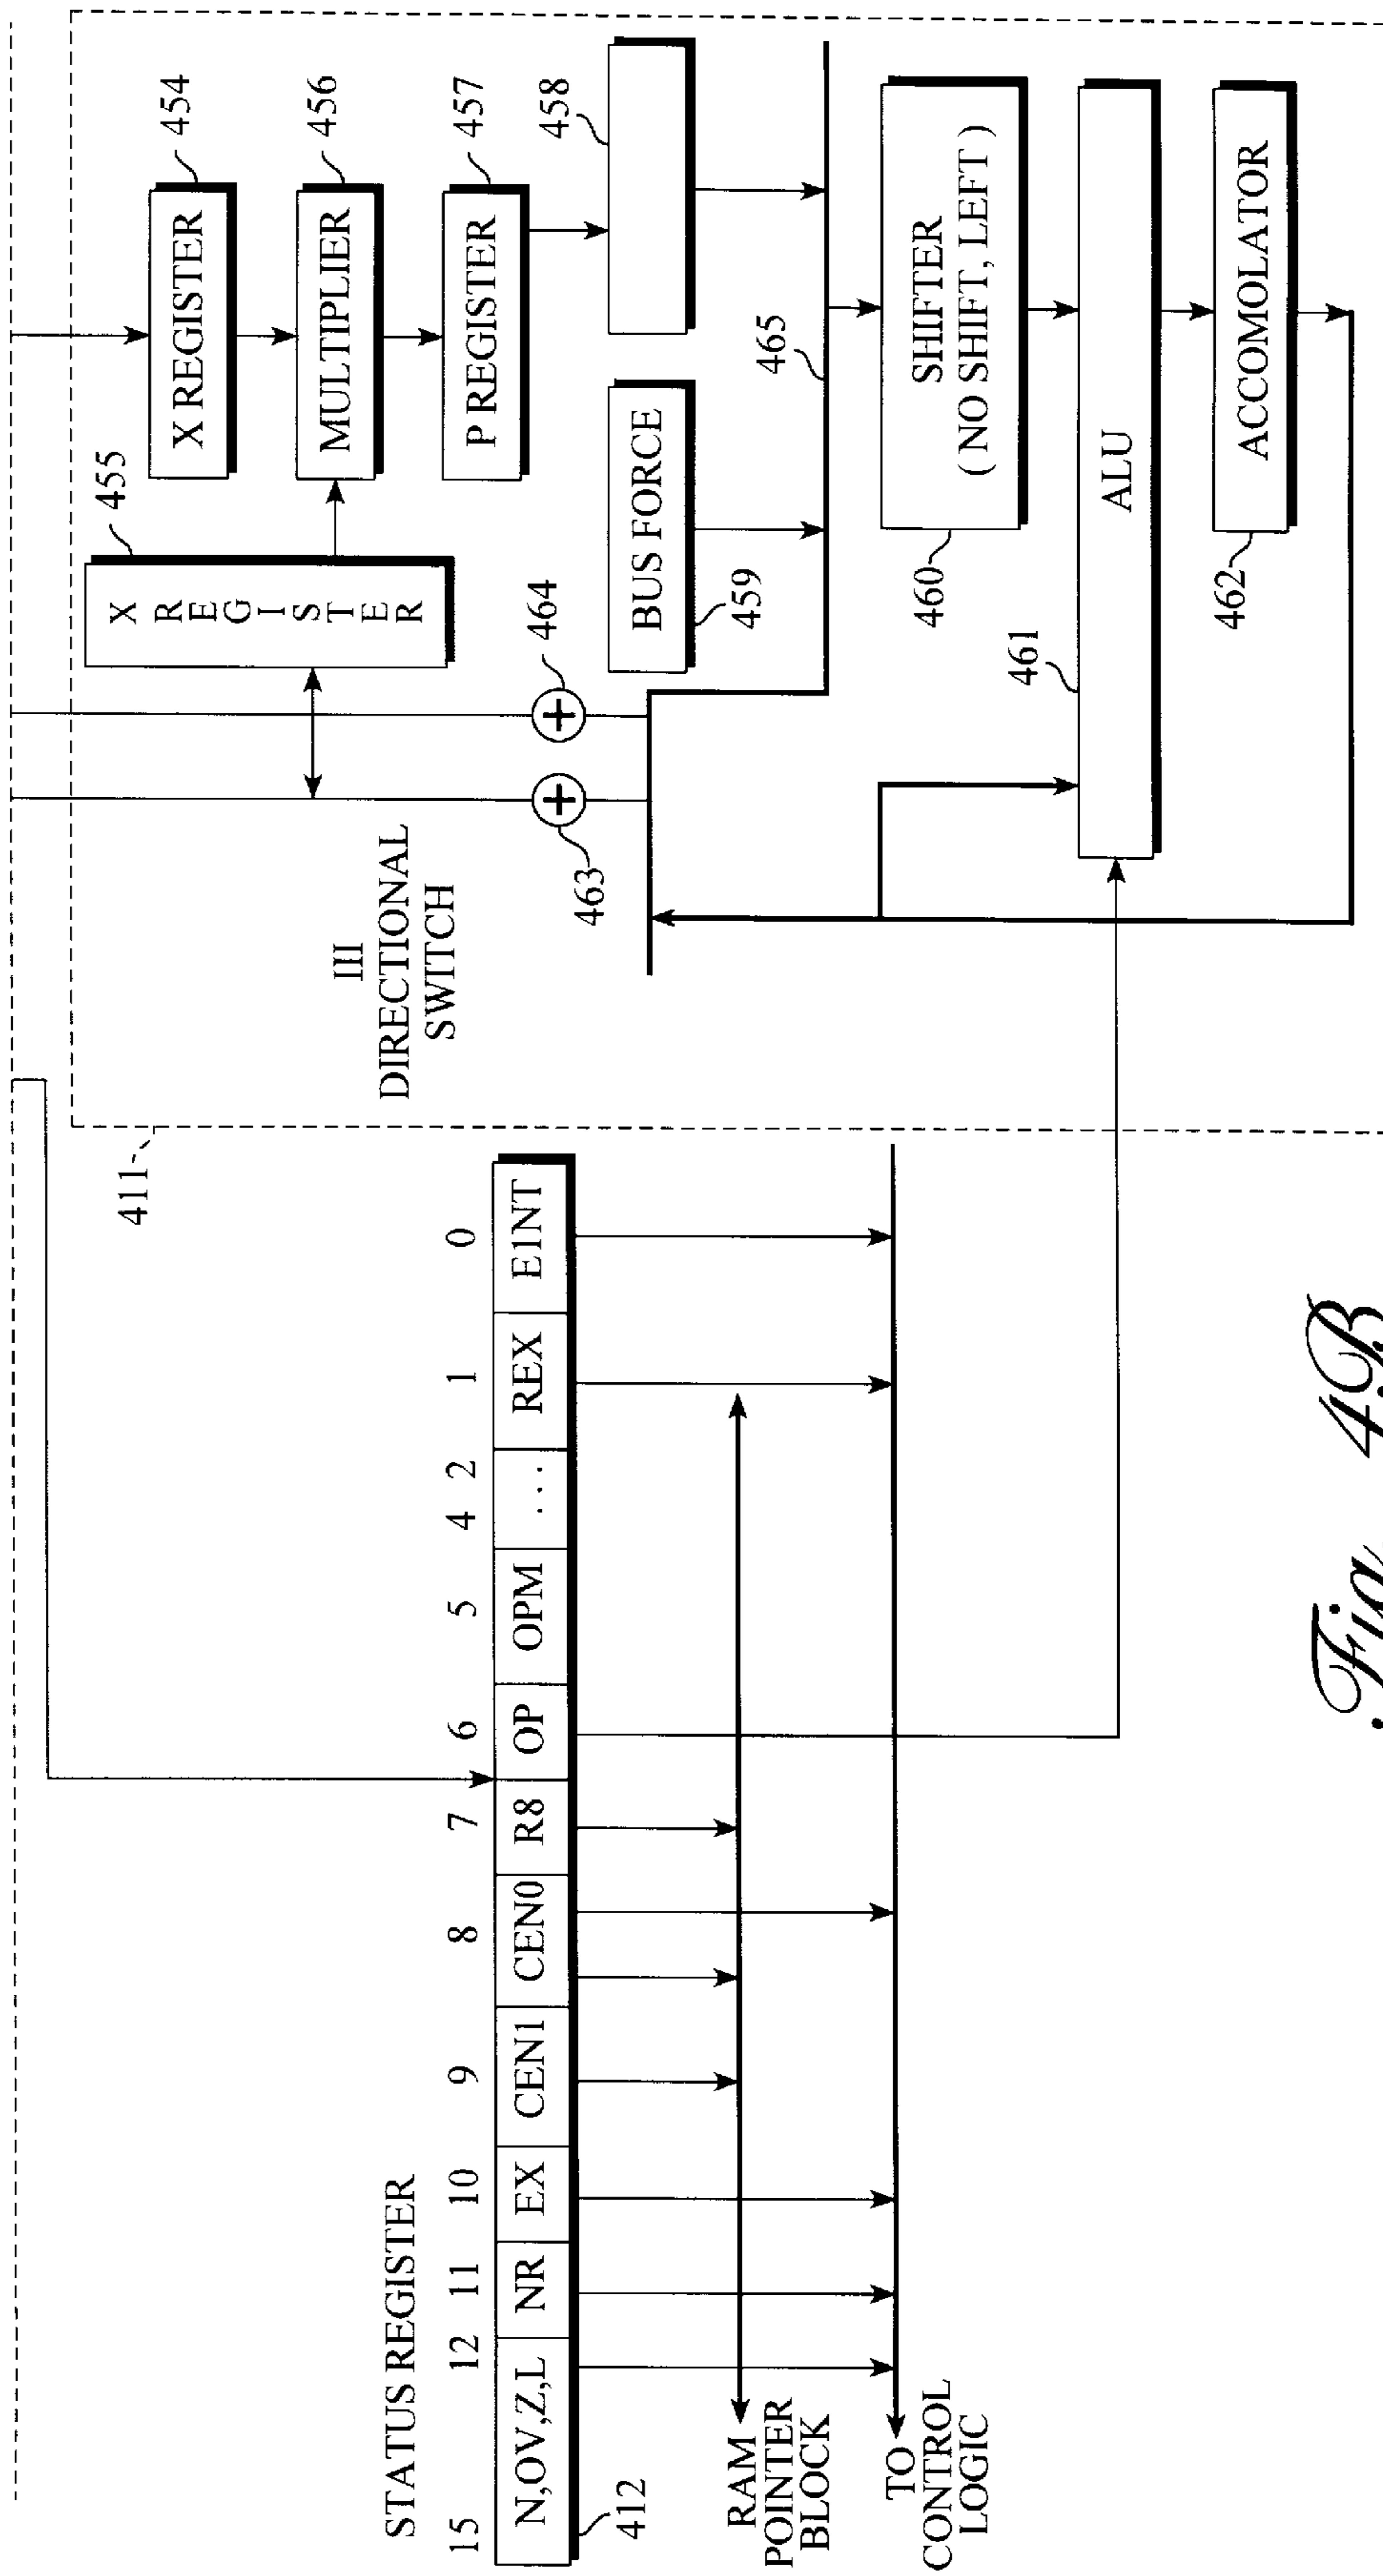 STATUS REGISTER
15
12
11
10
9
8
7
6
5
4
2
1
0
N,OV,Z,L
NR
EX
CEN1
CEN0
R8
OP
OPM
...
REX
E1NT
412
RAM
POINTER
BLOCK
TO
CONTROL
LOGIC
411
III
DIRECTIONAL
SWITCH
X
REGISTER
455
X REGISTER
454
MULTIPLIER
456
P REGISTER
457
458
463
464
BUS FORCE
459
465
SHIFTER
( NO SHIFT, LEFT )
460
461
ALU
ACCOMOLATOR
462
Fig. 4B